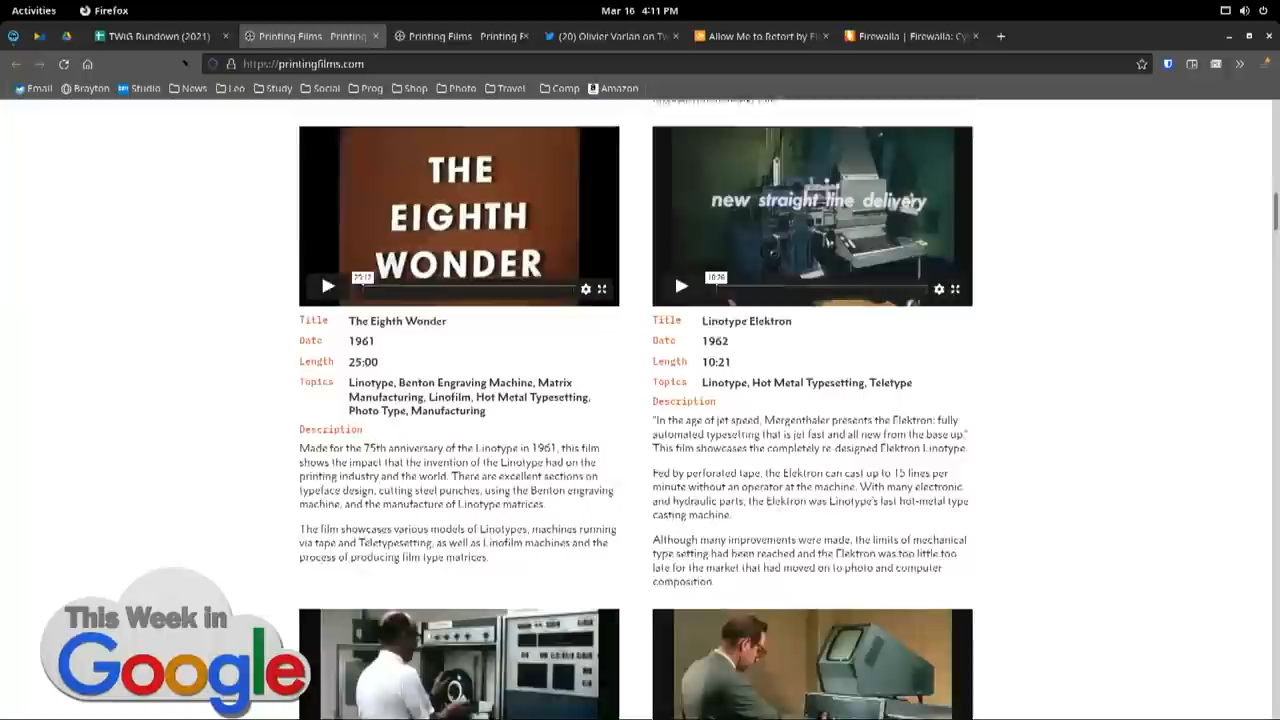 Activities
Firefox
Mar 16 4:11 PM
TWiG Rundown (2021)
Printing Films - Printing
Printing Films - Printing F
(20) Olivier Varlan on Tw
Allow Me to Retort by El
Firewalla | Firewalla: Cy
https://printingfilms.com
Email
Brayton
Studio
News
Leo
Study
Social
Prog
Shop
Photo
Travel
Comp
Amazon
THE
EIGHTH
WONDER
25:12
Title The Eighth Wonder
Date 1961
Length 25:00
Topics Linotype, Benton Engraving Machine, Matrix
Manufacturing, Linofilm, Hot Metal Typesetting,
Photo Type, Manufacturing
Description
Made for the 75th anniversary of the Linotype in 1961, this film
shows the impact that the invention of the Linotype had on the
printing industry and the world. There are excellent sections on
typeface design, cutting steel punches, using the Benton engraving
machine, and the manufacture of Linotype matrices.
The film showcases various models of Linotypes, machines running
via tape and Teletypesetting, as well as Linofilm machines and the
process of producing film type matrices.
new straight line delivery
10:26
Title Linotype Elektron
Date 1962
Length 10:21
Topics Linotype, Hot Metal Typesetting, Teletype
Description
"In the age of jet speed, Mergenthaler presents the Elektron: fully
automated typesetting that is jet fast and all new from the base up."
This film showcases the completely re-designed Elektron Linotype.
Fed by perforated tape, the Elektron can cast up to 15 lines per
minute without an operator at the machine. With many electronic
and hydraulic parts, the Elektron was Linotype's last hot-metal type
casting machine.
Although many improvements were made, the limits of mechanical
type setting had been reached and the Elektron was too little too
late for the market that had moved on to photo and computer
composition.
This Week in
Google